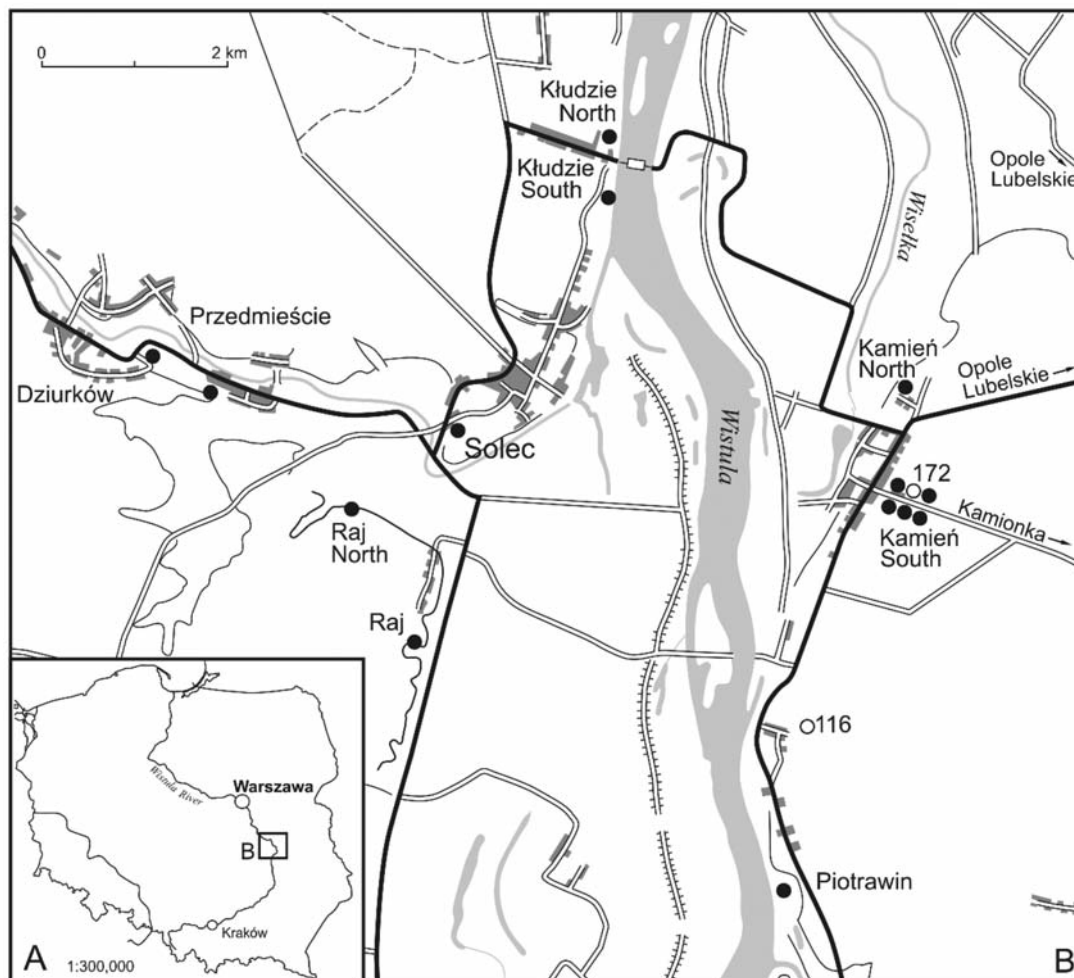 0
2 km
Kłudzie
North
Kłudzie
South
Opole
Lubelskie
Wisełka
Przedmieście
Dziurków
Kamień
North
Opole
Lubelskie
Solec
Wistula
172
Kamionka
Kamień
South
Raj
North
Raj
116
Piotrawin
Wistula River
Warszawa
B
Kraków
A
1:300,000
B